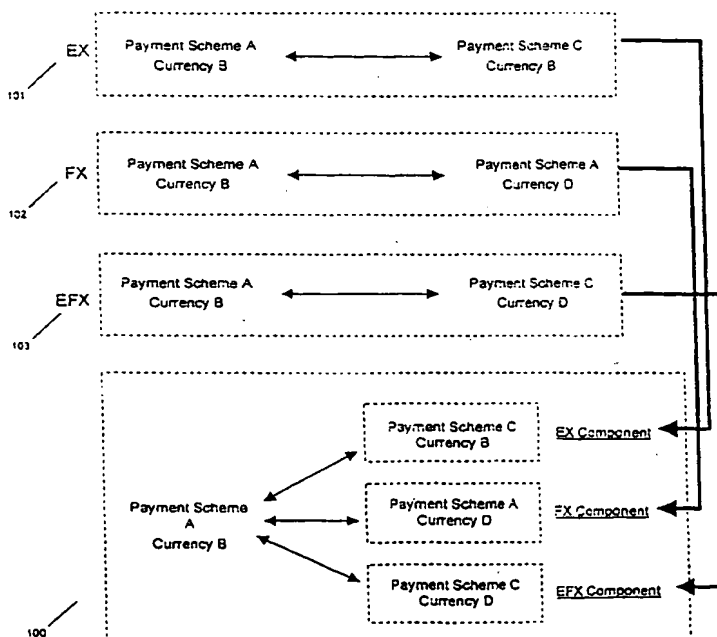 EX
Payment Scheme A
Currency B
Payment Scheme C
Currency B
101
FX
Payment Scheme A
Currency B
Payment Scheme A
Currency D
102
EFX
Payment Scheme A
Currency B
Payment Scheme C
Currency D
103
Payment Scheme
A
Currency B
Payment Scheme C
Currency B
EX Component
Payment Scheme A
Currency D
FX Component
Payment Scheme C
Currency D
EFX Component
100